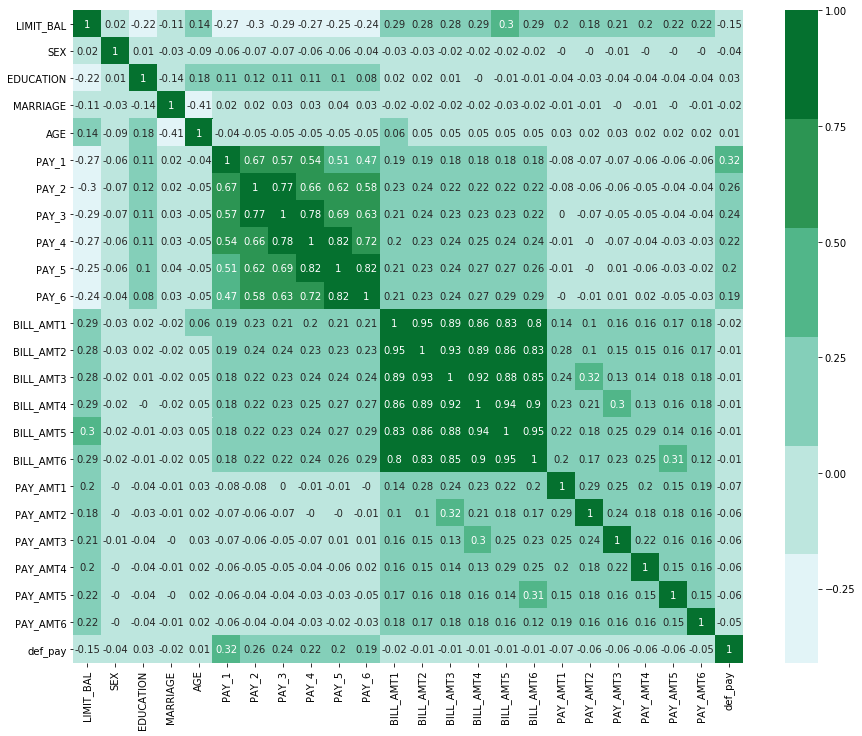 LIMIT_BAL 1 0.02 -0.22 -0.11 0.14 -0.27 -0.3 -0.29 -0.27 -0.25 -0.24 0.29 0.28 0.28 0.29 0.3 0.29 0.2 0.18 0.21 0.2 0.22 0.22 -0.15
SEX 0.02 1 0.01 -0.03 -0.09 -0.06 -0.07 -0.07 -0.06 -0.06 -0.04 -0.03 -0.03 -0.02 -0.02 -0.02 -0.02 -0 -0 -0.01 -0 -0 -0 -0.04
EDUCATION -0.22 0.01 1 -0.14 0.18 0.11 0.12 0.11 0.11 0.1 0.08 0.02 0.02 0.01 -0 -0.01 -0.01 -0.04 -0.03 -0.04 -0.04 -0.04 -0.04 0.03
MARRIAGE -0.11 -0.03 -0.14 1 -0.41 0.02 0.02 0.03 0.03 0.04 0.03 -0.02 -0.02 -0.02 -0.02 -0.03 -0.02 -0.01 -0.01 -0 -0.01 -0 -0.01 -0.02
AGE 0.14 -0.09 0.18 -0.41 1 -0.04 -0.05 -0.05 -0.05 -0.05 -0.05 0.06 0.05 0.05 0.05 0.05 0.05 0.03 0.02 0.03 0.02 0.02 0.02 0.01
PAY_1 -0.27 -0.06 0.11 0.02 -0.04 1 0.67 0.57 0.54 0.51 0.47 0.19 0.19 0.18 0.18 0.18 0.18 -0.08 -0.07 -0.07 -0.06 -0.06 -0.06 0.32
PAY_2 -0.3 -0.07 0.12 0.02 -0.05 0.67 1 0.77 0.66 0.62 0.58 0.23 0.24 0.22 0.22 0.22 0.22 -0.08 -0.06 -0.06 -0.05 -0.04 -0.04 0.26
PAY_3 -0.29 -0.07 0.11 0.03 -0.05 0.57 0.77 1 0.78 0.69 0.63 0.21 0.24 0.23 0.23 0.23 0.22 0 -0.07 -0.05 -0.05 -0.04 -0.04 0.24
PAY_4 -0.27 -0.06 0.11 0.03 -0.05 0.54 0.66 0.78 1 0.82 0.72 0.2 0.23 0.24 0.25 0.24 0.24 -0.01 -0 -0.07 -0.04 -0.03 -0.03 0.22
PAY_5 -0.25 -0.06 0.1 0.04 -0.05 0.51 0.62 0.69 0.82 1 0.82 0.21 0.23 0.24 0.27 0.27 0.26 -0.01 -0 0.01 -0.06 -0.03 -0.02 0.2
PAY_6 -0.24 -0.04 0.08 0.03 -0.05 0.47 0.58 0.63 0.72 0.82 1 0.21 0.23 0.24 0.27 0.29 0.29 -0 -0.01 0.01 0.02 -0.05 -0.03 0.19
BILL_AMT1 0.29 -0.03 0.02 -0.02 0.06 0.19 0.23 0.21 0.2 0.21 0.21 1 0.95 0.89 0.86 0.83 0.8 0.14 0.1 0.16 0.16 0.17 0.18 -0.02
BILL_AMT2 0.28 -0.03 0.02 -0.02 0.05 0.19 0.24 0.24 0.23 0.23 0.23 0.95 1 0.93 0.89 0.86 0.83 0.28 0.1 0.15 0.15 0.16 0.17 -0.01
BILL_AMT3 0.28 -0.02 0.01 -0.02 0.05 0.18 0.22 0.23 0.24 0.24 0.24 0.89 0.93 1 0.92 0.88 0.85 0.24 0.32 0.13 0.14 0.18 0.18 -0.01
BILL_AMT4 0.29 -0.02 -0 -0.02 0.05 0.18 0.22 0.23 0.25 0.27 0.27 0.86 0.89 0.92 1 0.94 0.9 0.23 0.21 0.3 0.13 0.16 0.18 -0.01
BILL_AMT5 0.3 -0.02 -0.01 -0.03 0.05 0.18 0.22 0.23 0.24 0.27 0.29 0.83 0.86 0.88 0.94 1 0.95 0.22 0.18 0.25 0.29 0.14 0.16 -0.01
BILL_AMT6 0.29 -0.02 -0.01 -0.02 0.05 0.18 0.22 0.22 0.24 0.26 0.29 0.8 0.83 0.85 0.9 0.95 1 0.2 0.17 0.23 0.25 0.31 0.12 -0.01
PAY_AMT1 0.2 -0 -0.04 -0.01 0.03 -0.08 -0.08 0 -0.01 -0.01 -0 0.14 0.28 0.24 0.23 0.22 0.2 1 0.29 0.25 0.2 0.15 0.19 -0.07
PAY_AMT2 0.18 -0 -0.03 -0.01 0.02 -0.07 -0.06 -0.07 -0 -0 -0.01 0.1 0.1 0.32 0.21 0.18 0.17 0.29 1 0.24 0.18 0.18 0.16 -0.06
PAY_AMT3 0.21 -0.01 -0.04 -0 0.03 -0.07 -0.06 -0.05 -0.07 0.01 0.01 0.16 0.15 0.13 0.3 0.25 0.23 0.25 0.24 1 0.22 0.16 0.16 -0.06
PAY_AMT4 0.2 -0 -0.04 -0.01 0.02 -0.06 -0.05 -0.05 -0.04 -0.06 0.02 0.16 0.15 0.14 0.13 0.29 0.25 0.2 0.18 0.22 1 0.15 0.16 -0.06
PAY_AMT5 0.22 -0 -0.04 -0 0.02 -0.06 -0.04 -0.04 -0.03 -0.03 -0.05 0.17 0.16 0.18 0.16 0.14 0.31 0.15 0.18 0.16 0.15 1 0.15 -0.06
PAY_AMT6 0.22 -0 -0.04 -0.01 0.02 -0.06 -0.04 -0.04 -0.03 -0.02 -0.03 0.18 0.17 0.18 0.18 0.16 0.12 0.19 0.16 0.16 0.16 0.15 1 -0.05
def_pay -0.15 -0.04 0.03 -0.02 0.01 0.32 0.26 0.24 0.22 0.2 0.19 -0.02 -0.01 -0.01 -0.01 -0.01 -0.01 -0.07 -0.06 -0.06 -0.06 -0.06 -0.05 1
LIMIT_BAL SEX EDUCATION MARRIAGE AGE PAY_1 PAY_2 PAY_3 PAY_4 PAY_5 PAY_6 BILL_AMT1 BILL_AMT2 BILL_AMT3 BILL_AMT4 BILL_AMT5 BILL_AMT6 PAY_AMT1 PAY_AMT2 PAY_AMT3 PAY_AMT4 PAY_AMT5 PAY_AMT6 def_pay
1.00
0.75
0.50
0.25
0.00
-0.25